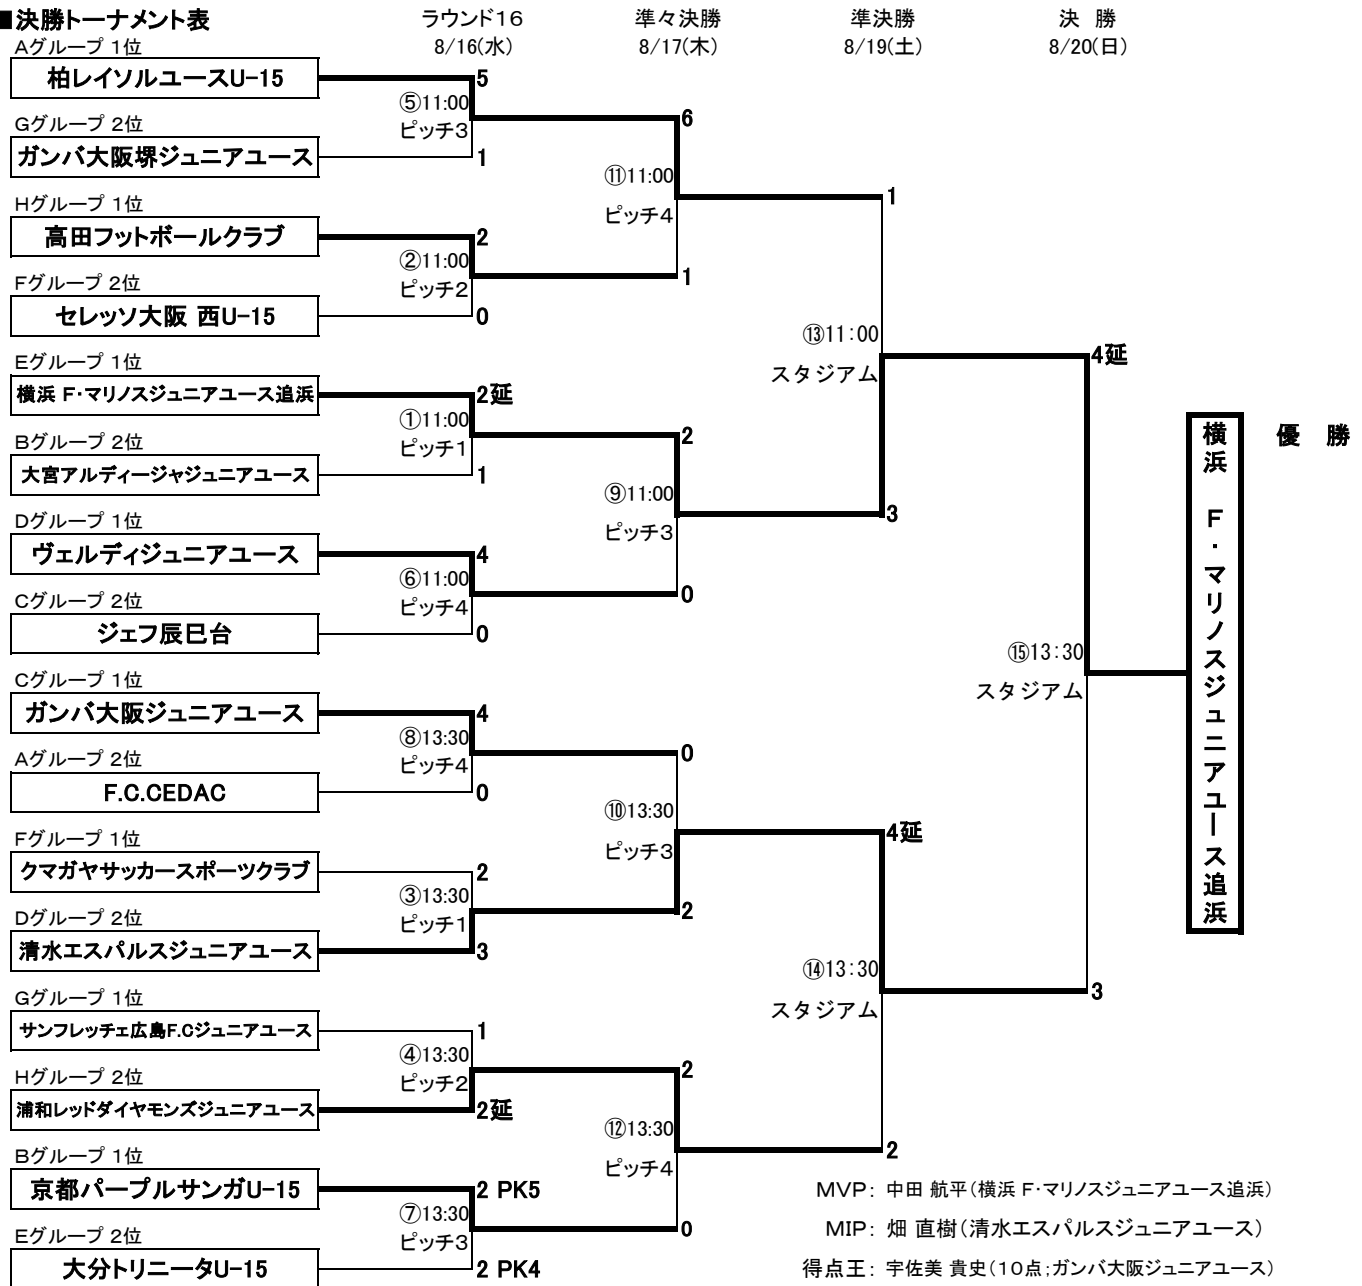 ■決勝トーナメント表
ラウンド16
準々決勝
準決勝
決 勝
8/16(水)
8/17(木)
8/19(土)
8/20(日)
Aグループ 1位
柏レイソルユースU-15
5
⑤11:00
ピッチ3
6
Gグループ 2位
ガンバ大阪堺ジュニアユース
1
⑪11:00
ピッチ4
1
Hグループ 1位
高田フットボールクラブ
2
②11:00
ピッチ2
1
Fグループ 2位
セレッソ大阪 西U-15
0
⑬11:00
スタジアム
4延
Eグループ 1位
横浜 F・マリノスジュニアユース追浜
2延
①11:00
ピッチ1
2
Bグループ 2位
大宮アルディージャジュニアユース
1
⑨11:00
ピッチ3
3
Dグループ 1位
ヴェルディジュニアユース
4
⑥11:00
ピッチ4
0
Cグループ 2位
ジェフ辰巳台
0
⑮13:30
スタジアム
横浜 F・マリノスジュニアユース追浜
優 勝
Cグループ 1位
ガンバ大阪ジュニアユース
4
⑧13:30
ピッチ4
0
Aグループ 2位
F.C.CEDAC
0
⑩13:30
ピッチ3
4延
Fグループ 1位
クマガヤサッカースポーツクラブ
2
③13:30
ピッチ1
2
Dグループ 2位
清水エスパルスジュニアユース
3
⑭13:30
スタジアム
3
Gグループ 1位
サンフレッチェ広島F.Cジュニアユース
1
④13:30
ピッチ2
2
Hグループ 2位
浦和レッドダイヤモンズジュニアユース
2延
⑫13:30
ピッチ4
2
Bグループ 1位
京都パープルサンガU-15
2 PK5
⑦13:30
ピッチ3
0
Eグループ 2位
大分トリニータU-15
2 PK4
MVP: 中田 航平(横浜 F・マリノスジュニアユース追浜)
MIP: 畑 直樹(清水エスパルスジュニアユース)
得点王: 宇佐美 貴史(10点;ガンバ大阪ジュニアユース)